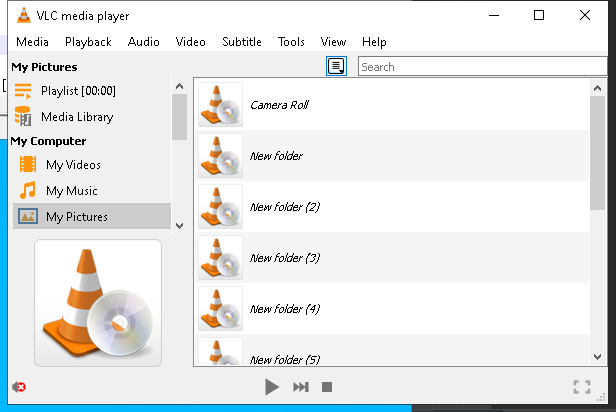 VLC media player
Media Playback Audio Video Subtitle Tools View Help
My Pictures
Search
Playlist [00:00]
Media Library
My Computer
My Videos
My Music
My Pictures
Camera Roll
New folder
New folder (2)
New folder (3)
New folder (4)
New folder (5)